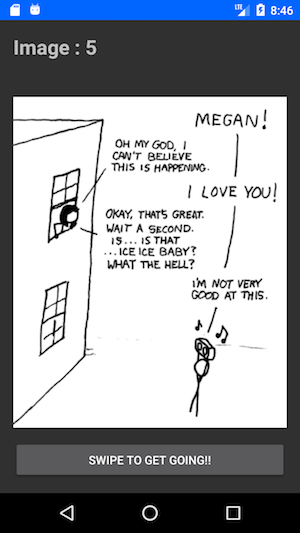 8:46
Image : 5
MEGAN!
OH MY GOD, I
CAN'T BELIEVE
THIS IS HAPPENING.
I LOVE YOU!
OKAY, THAT'S GREAT.
WAIT A SECOND.
IS... IS THAT
...ICE ICE BABY?
WHAT THE HELL?
I'M NOT VERY
GOOD AT THIS.
SWIPE TO GET GOING!!